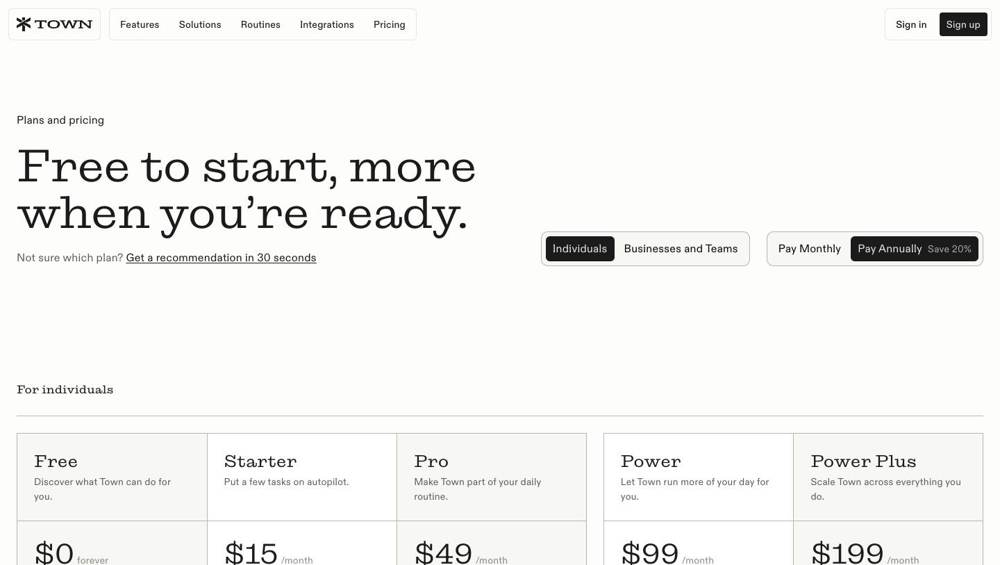 TOWN
Features
Solutions
Routines
Integrations
Pricing
Sign in
Sign up
Plans and pricing
Free to start, more
when you’re ready.
Not sure which plan? Get a recommendation in 30 seconds
Individuals
Businesses and Teams
Pay Monthly
Pay Annually Save 20%
For individuals
Free
Discover what Town can do for
you.
$0 forever
Starter
Put a few tasks on autopilot.
$15 /month
Pro
Make Town part of your daily
routine.
$49 /month
Power
Let Town run more of your day for
you.
$99 /month
Power Plus
Scale Town across everything you
do.
$199 /month